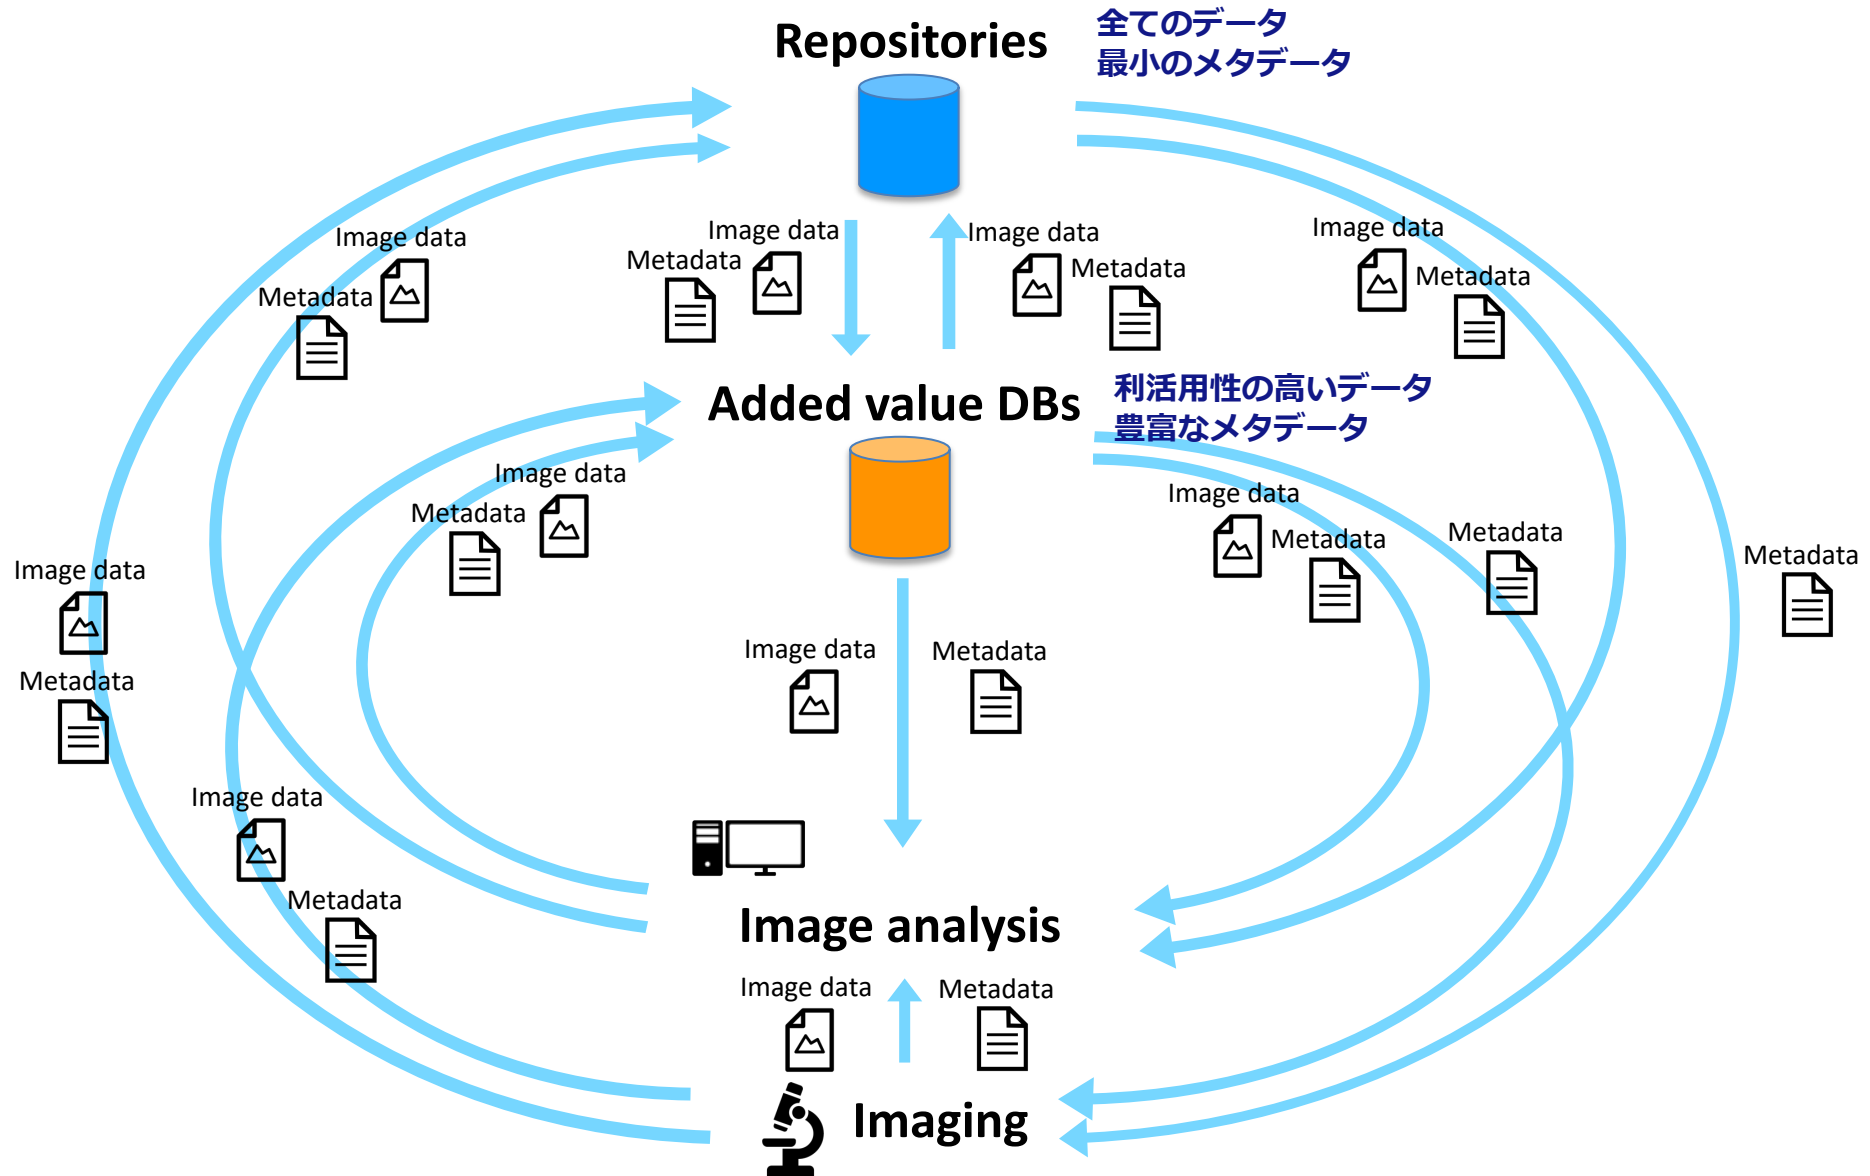 Repositories
全てのデータ
最小のメタデータ
Image data
Metadata
Image data
Metadata
Image data
Metadata
Image data
Metadata
Added value DBs
利活用性の高いデータ
豊富なメタデータ
Image data
Metadata
Image data
Metadata
Metadata
Metadata
Image data
Metadata
Image data
Metadata
Image data
Metadata
Image analysis
Image data
Metadata
Imaging